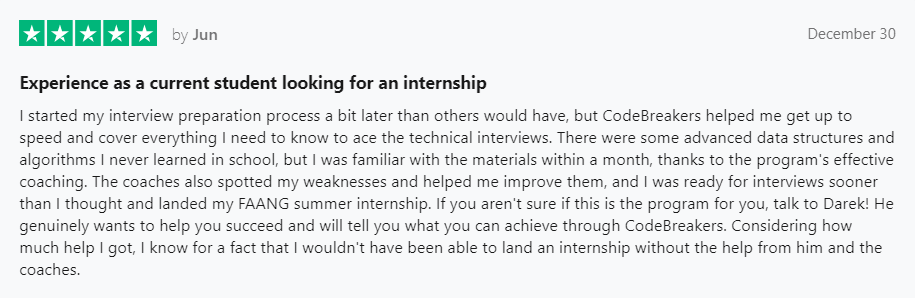 by Jun
December 30
Experience as a current student looking for an internship
I started my interview preparation process a bit later than others would have, but CodeBreakers helped me get up to
speed and cover everything I need to know to ace the technical interviews. There were some advanced data structures and
algorithms I never learned in school, but I was familiar with the materials within a month, thanks to the program's effective
coaching. The coaches also spotted my weaknesses and helped me improve them, and I was ready for interviews sooner
than I thought and landed my FAANG summer internship. If you aren't sure if this is the program for you, talk to Darek! He
genuinely wants to help you succeed and will tell you what you can achieve through CodeBreakers. Considering how
much help I got, I know for a fact that I wouldn't have been able to land an internship without the help from him and the
coaches.